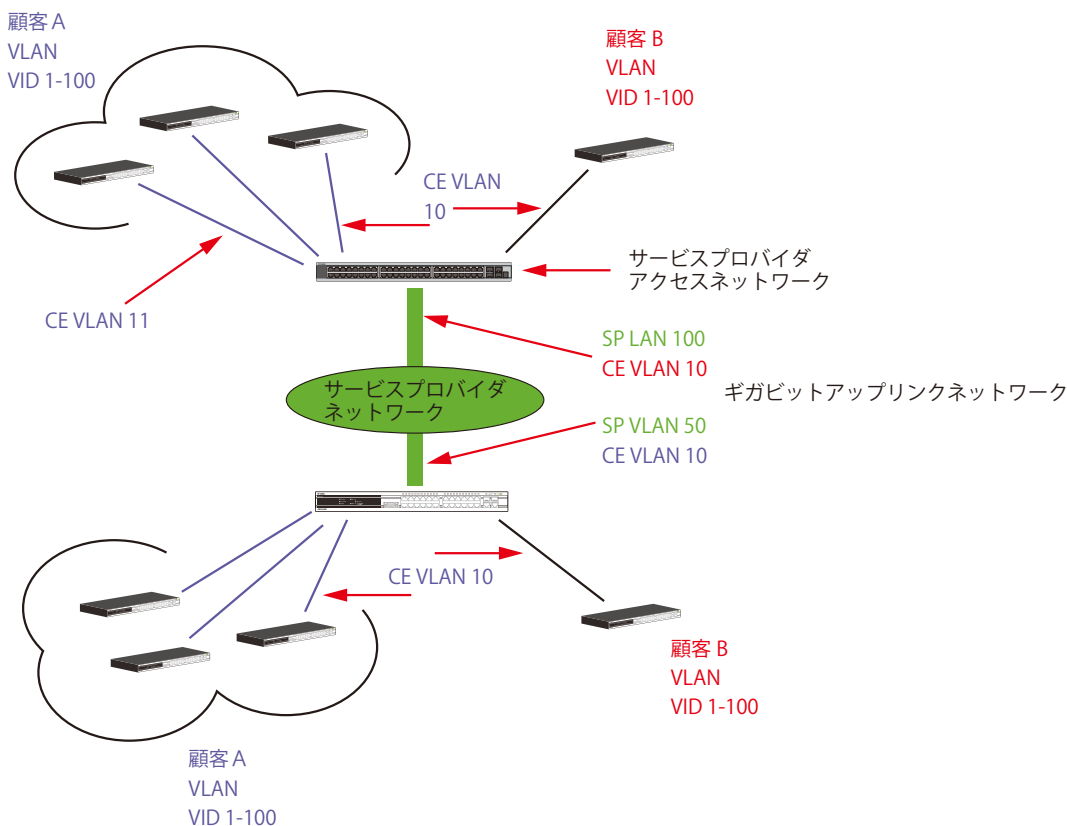 顧客 A
VLAN
VID 1-100
顧客 B
VLAN
VID 1-100
CE VLAN
10
サービスプロバイダ
アクセスネットワーク
CE VLAN 11
SP LAN 100
CE VLAN 10
サービスプロバイダ
ネットワーク
ギガビットアップリンクネットワーク
SP VLAN 50
CE VLAN 10
CE VLAN 10
顧客 B
VLAN
VID 1-100
顧客 A
VLAN
VID 1-100